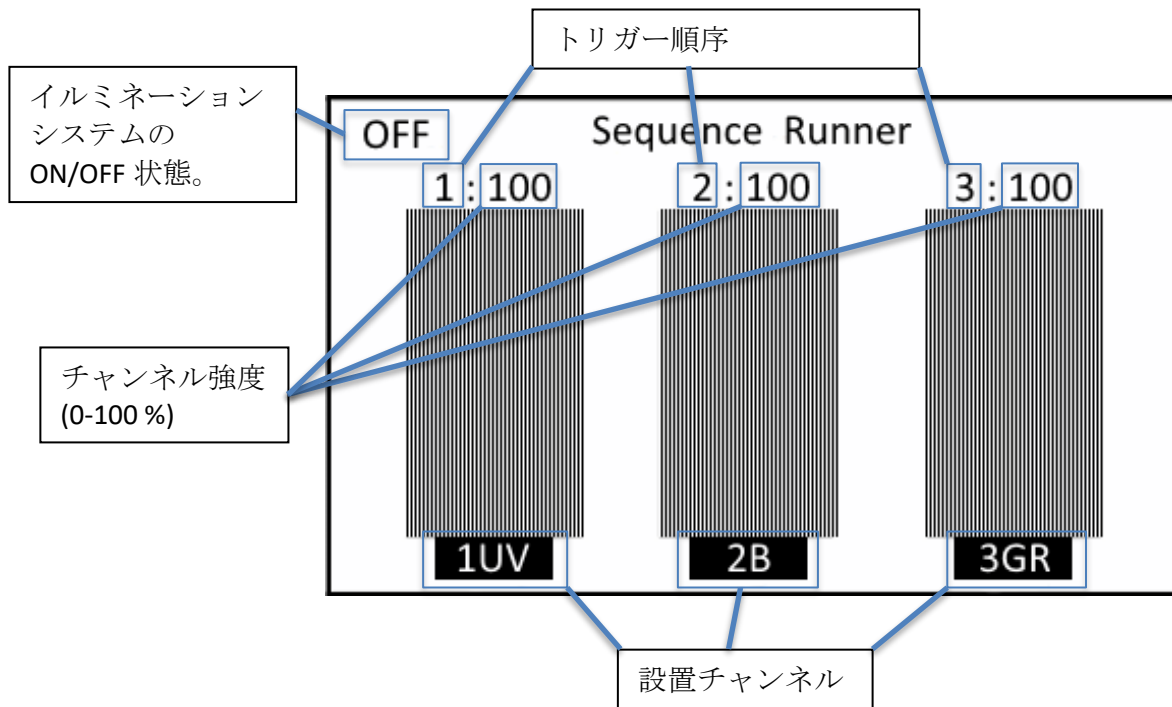 トリガー順序
イルミネーション
システムの
ON/OFF 状態。
OFF
Sequence Runner
1 : 100
2 : 100
3 : 100
チャンネル強度
(0-100 %)
1UV
2B
3GR
設置チャンネル